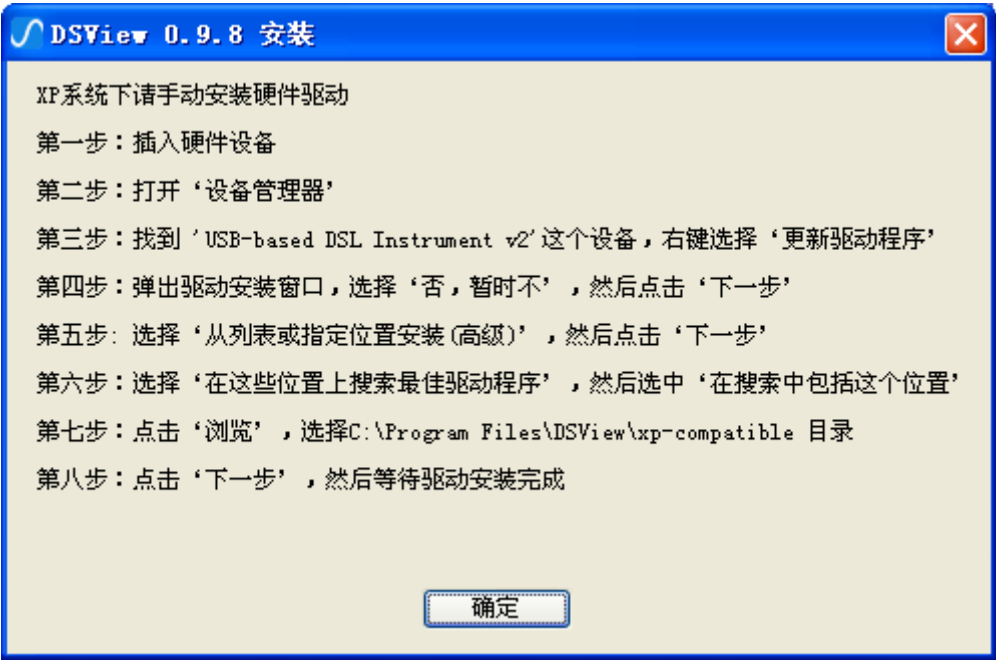 DSView 0.9.8 安装
XP系统下请手动安装硬件驱动
第一步：插入硬件设备
第二步：打开‘设备管理器’
第三步：找到 'USB-based DSL Instrument v2'这个设备，右键选择‘更新驱动程序’
第四步：弹出驱动安装窗口，选择‘否，暂时不’，然后点击‘下一步’
第五步: 选择‘从列表或指定位置安装(高级)’，然后点击‘下一步’
第六步：选择‘在这些位置上搜索最佳驱动程序’，然后选中‘在搜索中包括这个位置’
第七步：点击‘浏览’，选择C:\Program Files\DSView\xp-compatible 目录
第八步：点击‘下一步’，然后等待驱动安装完成
确定